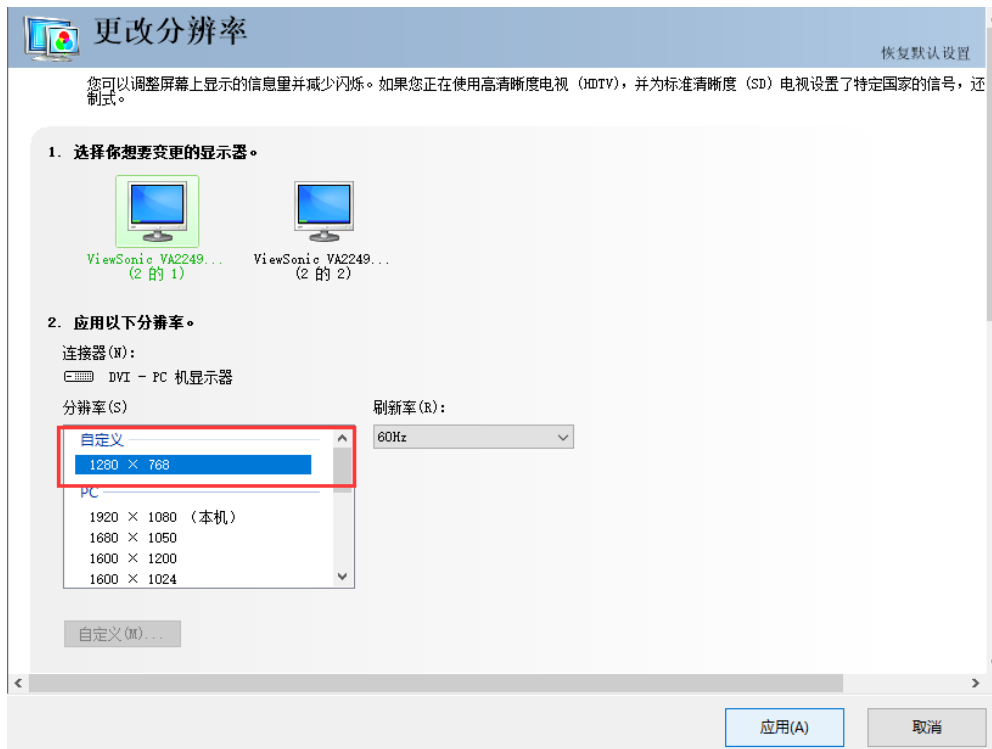 更改分辨率
恢复默认设置
您可以调整屏幕上显示的信息量并减少闪烁。如果您正在使用高清晰度电视 (HDTV)，并为标准清晰度 (SD) 电视设置了特定国家的信号，还
制式。
1. 选择你想要变更的显示器。
ViewSonic VA2249... ViewSonic VA2249...
(2 的 1) (2 的 2)
2. 应用以下分辨率。
连接器(N):
DVI - PC 机显示器
分辨率(S) 刷新率(R):
自定义 60Hz
1280 × 768
PC
1920 × 1080 (本机)
1680 × 1050
1600 × 1200
1600 × 1024
自定义(M)...
应用(A) 取消